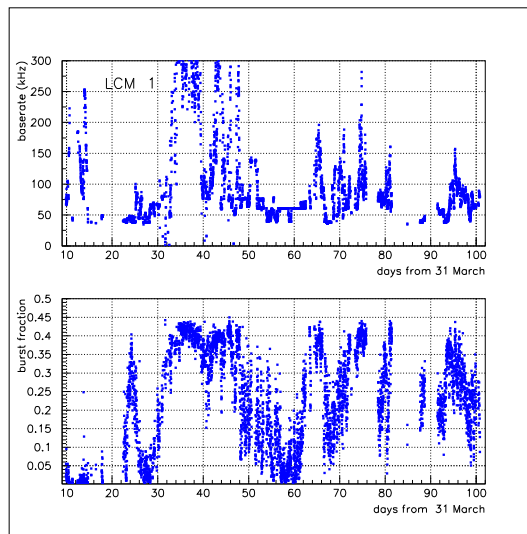 baserate (kHz)
300
250
200
150
100
50
0
LCM 1
10 20 30 40 50 60 70 80 90 100
days from 31 March
burst fraction
0.5
0.45
0.4
0.35
0.3
0.25
0.2
0.15
0.1
0.05
10 20 30 40 50 60 70 80 90 100
days from 31 March